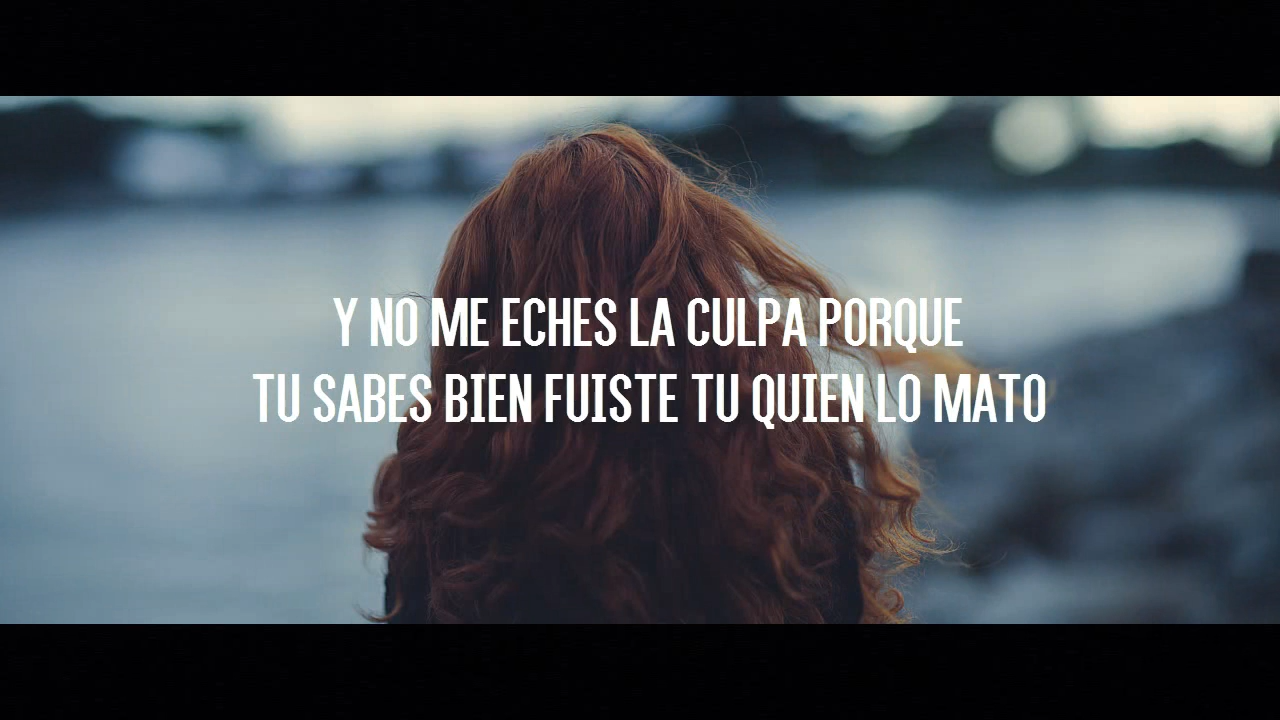 Y NO ME ECHES LA CULPA PORQUE
TU SABES BIEN FUISTE TU QUIEN LO MATO